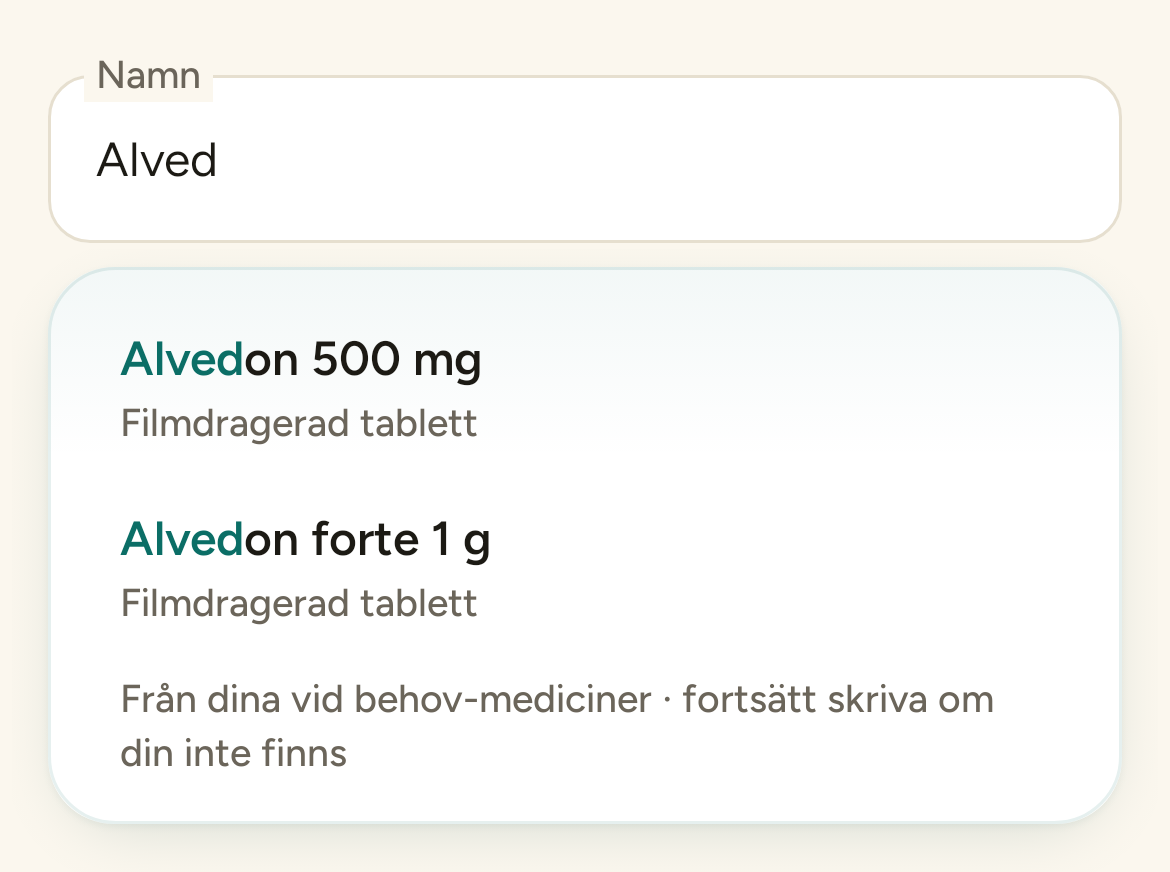 Namn
Alved
Alvedon 500 mg
Filmdragerad tablett
Alvedon forte 1 g
Filmdragerad tablett
Från dina vid behov-mediciner · fortsätt skriva om
din inte finns